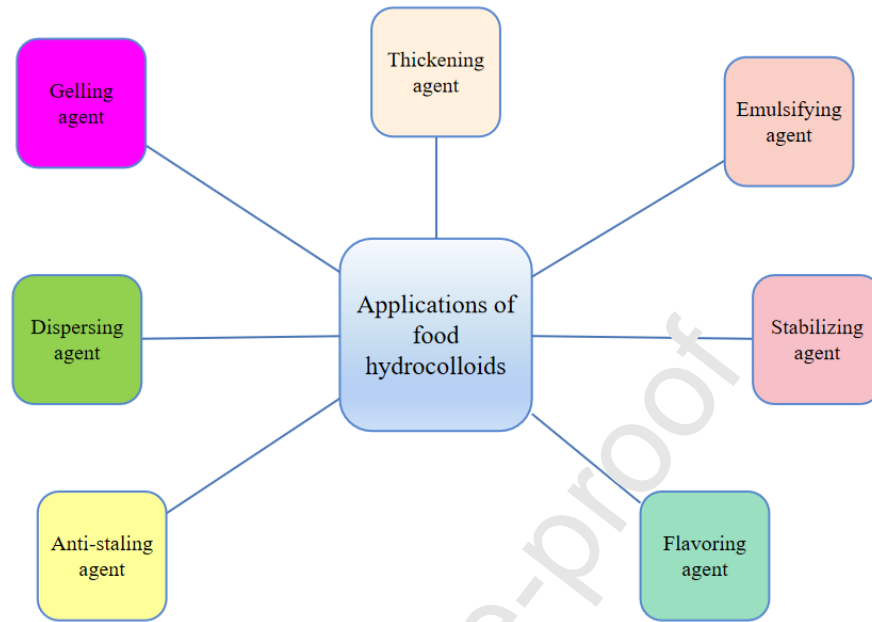 Thickening
agent
Gelling
agent
Emulsifying
agent
Applications of
food
hydrocolloids
Dispersing
agent
Stabilizing
agent
Anti-staling
agent
Flavoring
agent
e-proof